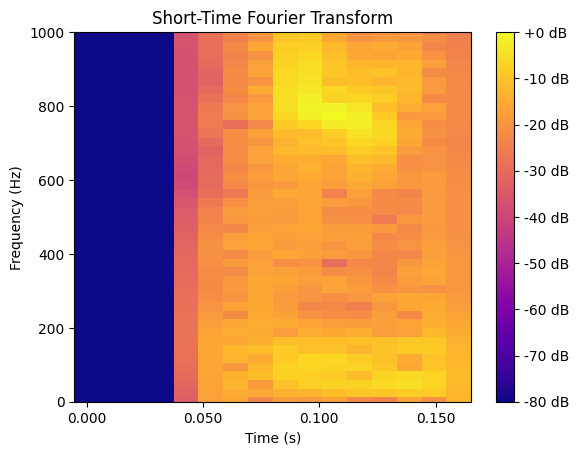 Short-Time Fourier Transform
Frequency (Hz)
1000
800
600
400
200
0
0.000
0.050
0.100
0.150
Time (s)
+0 dB
-10 dB
-20 dB
-30 dB
-40 dB
-50 dB
-60 dB
-70 dB
-80 dB